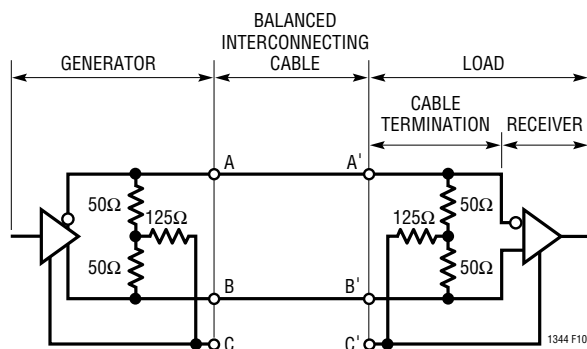 BALANCED
INTERCONNECTING
CABLE
GENERATOR
LOAD
CABLE
TERMINATION
RECEIVER
A
A'
50Ω
125Ω
50Ω
50Ω
125Ω
50Ω
B
B'
C
C'
1344 F10